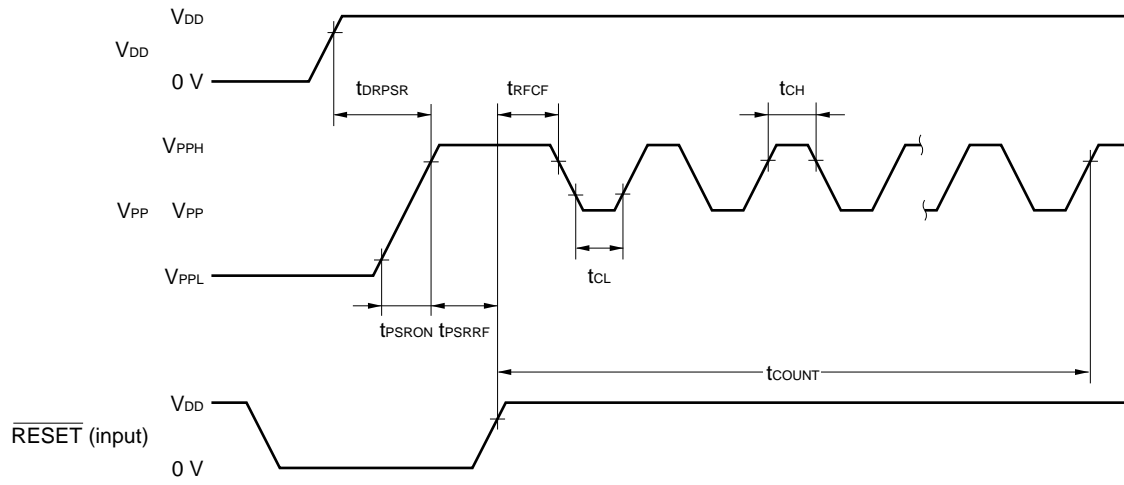 VDD
VDD
0 V
tDRPSR
tRFCF
tCH
VPPH
VPP VPP
tCL
VPPL
tPSRON tPSRRF
tCOUNT
VDD
RESET (input)
0 V